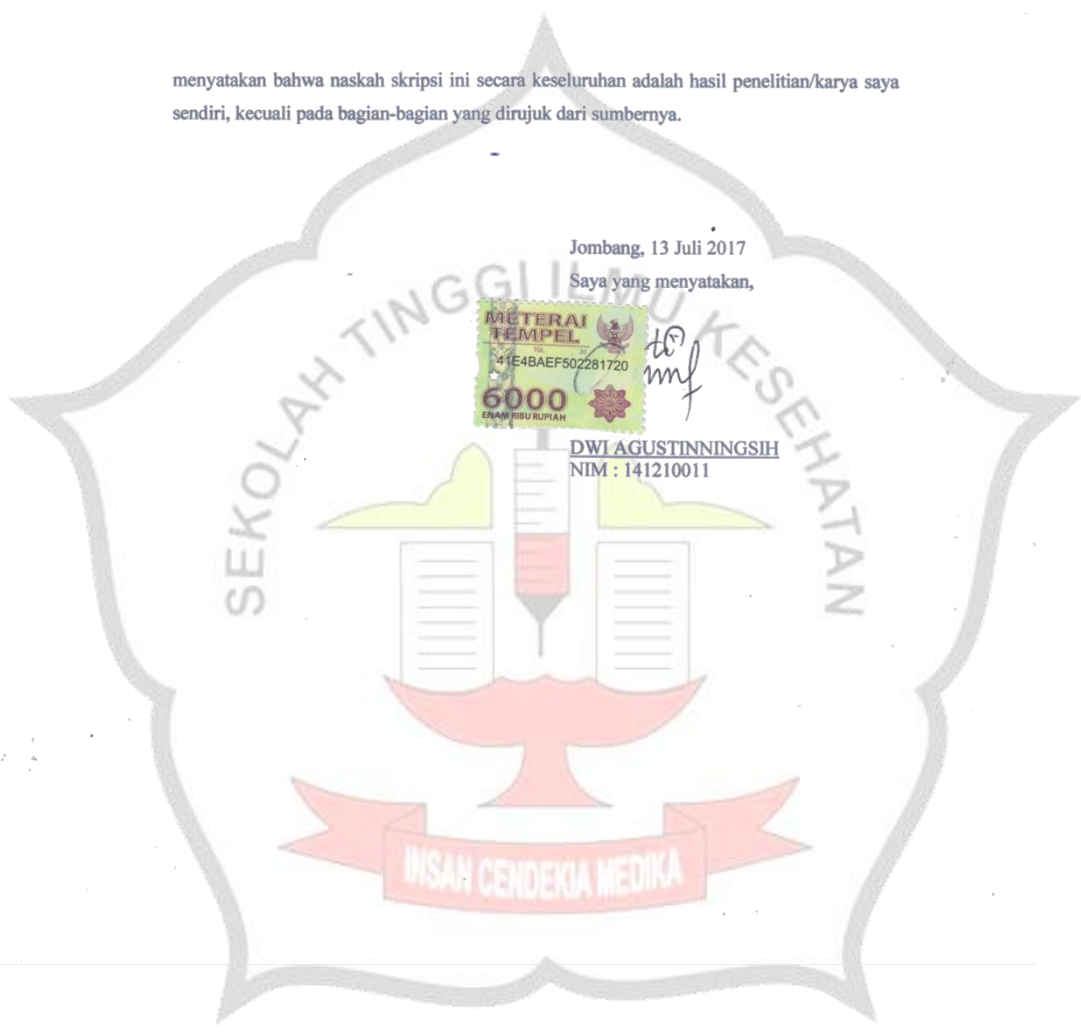 menyatakan bahwa naskah skripsi ini secara keseluruhan adalah hasil penelitian/karya saya
sendiri, kecuali pada bagian-bagian yang dirujuk dari sumbernya.
Jombang, 13 Juli 2017
Saya yang menyatakan,
METERAI
TEMPEL
TGL. 20
41E4BAEF502281720
6000
ENAM RIBU RUPIAH
DWI AGUSTINNINGSIH
NIM : 141210011
SEKOLAH TINGGI ILMU KESEHATAN
INSAN CENDEKIA MEDIKA